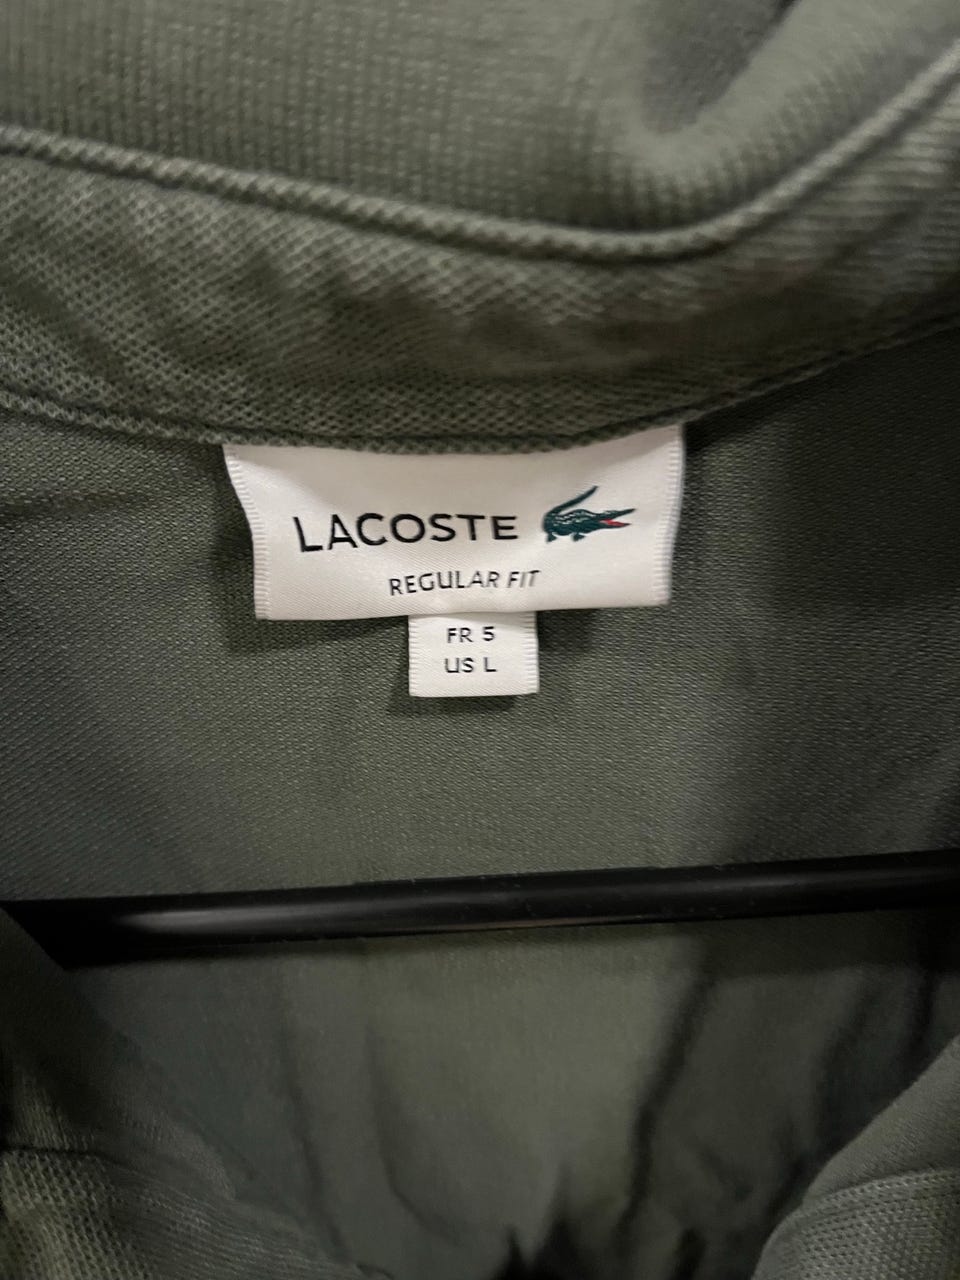 LACOSTE
REGULAR FIT
FR 5
US L